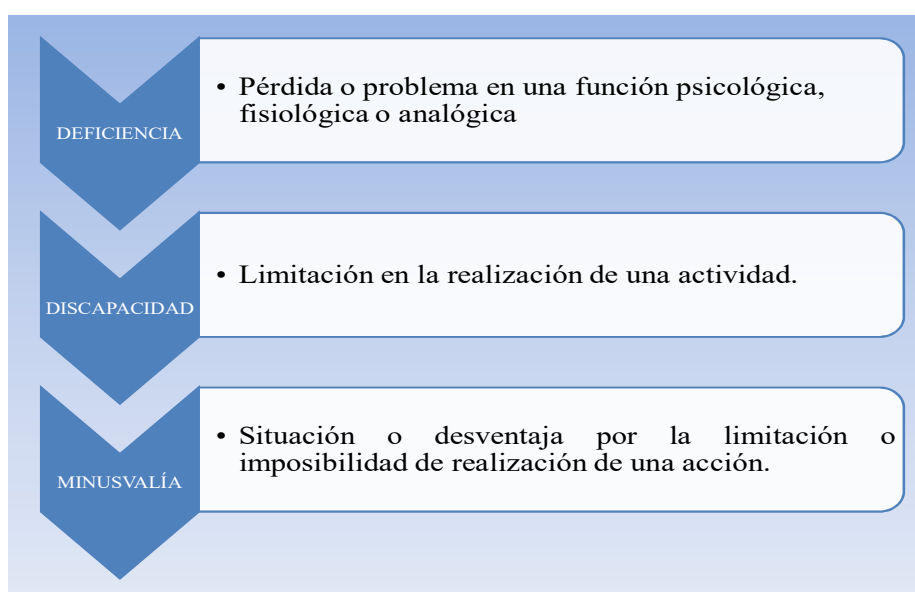 DEFICIENCIA
• Pérdida o problema en una función psicológica,
fisiológica o analógica
DISCAPACIDAD
• Limitación en la realización de una actividad.
MINUSVALÍA
• Situación o desventaja por la limitación o
imposibilidad de realización de una acción.